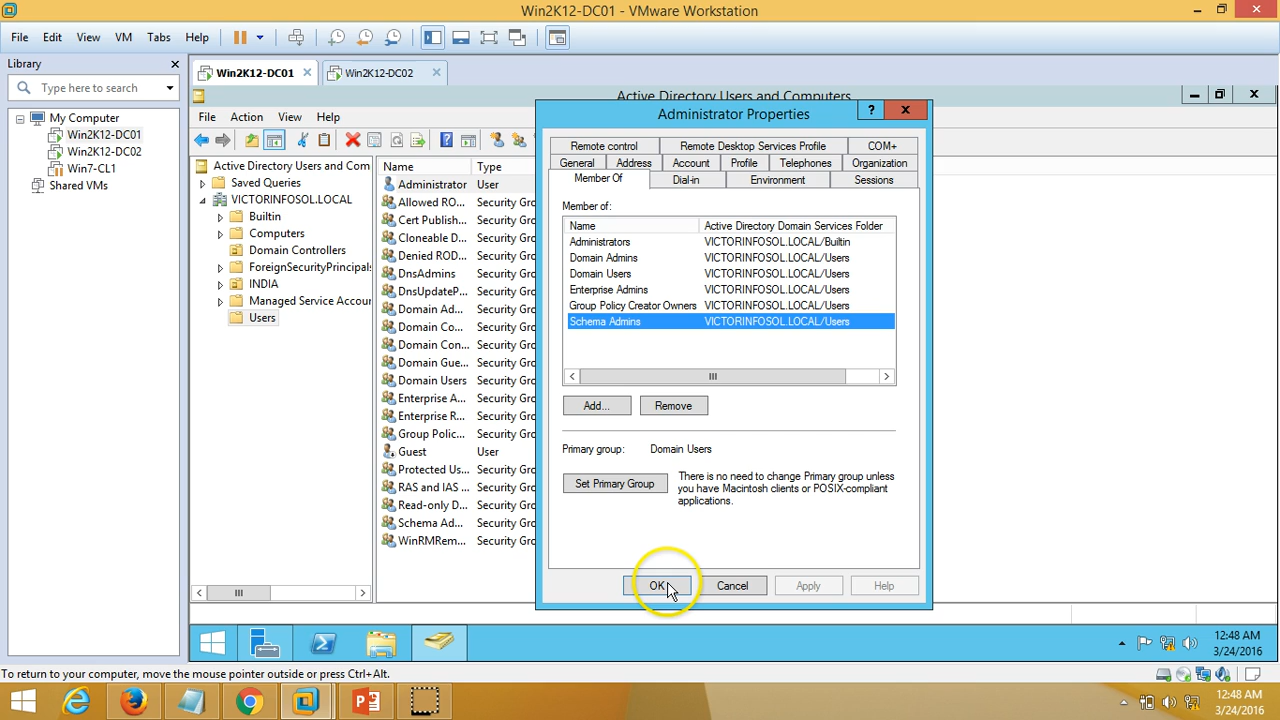 Win2K12-DC01 - VMware Workstation
File Edit View VM Tabs Help
Library
Type here to search
My Computer
Win2K12-DC01
Win2K12-DC02
Win7-CL1
Shared VMs
Win2K12-DC01
Win2K12-DC02
Active Directory Users and Computers
File Action View Help
Active Directory Users and Com
Saved Queries
VICTORINFOSOL.LOCAL
Builtin
Computers
Domain Controllers
ForeignSecurityPrincipals
INDIA
Managed Service Accou
Users
Name Type
Administrator User
Allowed RO... Security Gro
Cert Publish... Security Gro
Cloneable D... Security Gro
Denied ROD... Security Gro
DnsAdmins Security Gro
DnsUpdateP... Security Gro
Domain Ad... Security Gro
Domain Co... Security Gro
Domain Con... Security Gro
Domain Gue... Security Gro
Domain Users Security Gro
Enterprise A... Security Gro
Enterprise R... Security Gro
Group Polic... Security Gro
Guest User
Protected Us... Security Gro
RAS and IAS ... Security Gro
Read-only D... Security Gro
Schema Ad... Security Gro
WinRMRem... Security Gro
Administrator Properties
?
Remote control Remote Desktop Services Profile COM+
General Address Account Profile Telephones Organization
Member Of Dial-in Environment Sessions
Member of:
Name Active Directory Domain Services Folder
Administrators VICTORINFOSOL.LOCAL/Builtin
Domain Admins VICTORINFOSOL.LOCAL/Users
Domain Users VICTORINFOSOL.LOCAL/Users
Enterprise Admins VICTORINFOSOL.LOCAL/Users
Group Policy Creator Owners VICTORINFOSOL.LOCAL/Users
Schema Admins VICTORINFOSOL.LOCAL/Users
Add... Remove
Primary group: Domain Users
Set Primary Group
There is no need to change Primary group unless
you have Macintosh clients or POSIX-compliant
applications.
OK Cancel Apply Help
12:48 AM
3/24/2016
To return to your computer, move the mouse pointer outside or press Ctrl+Alt.
12:48 AM
3/24/2016